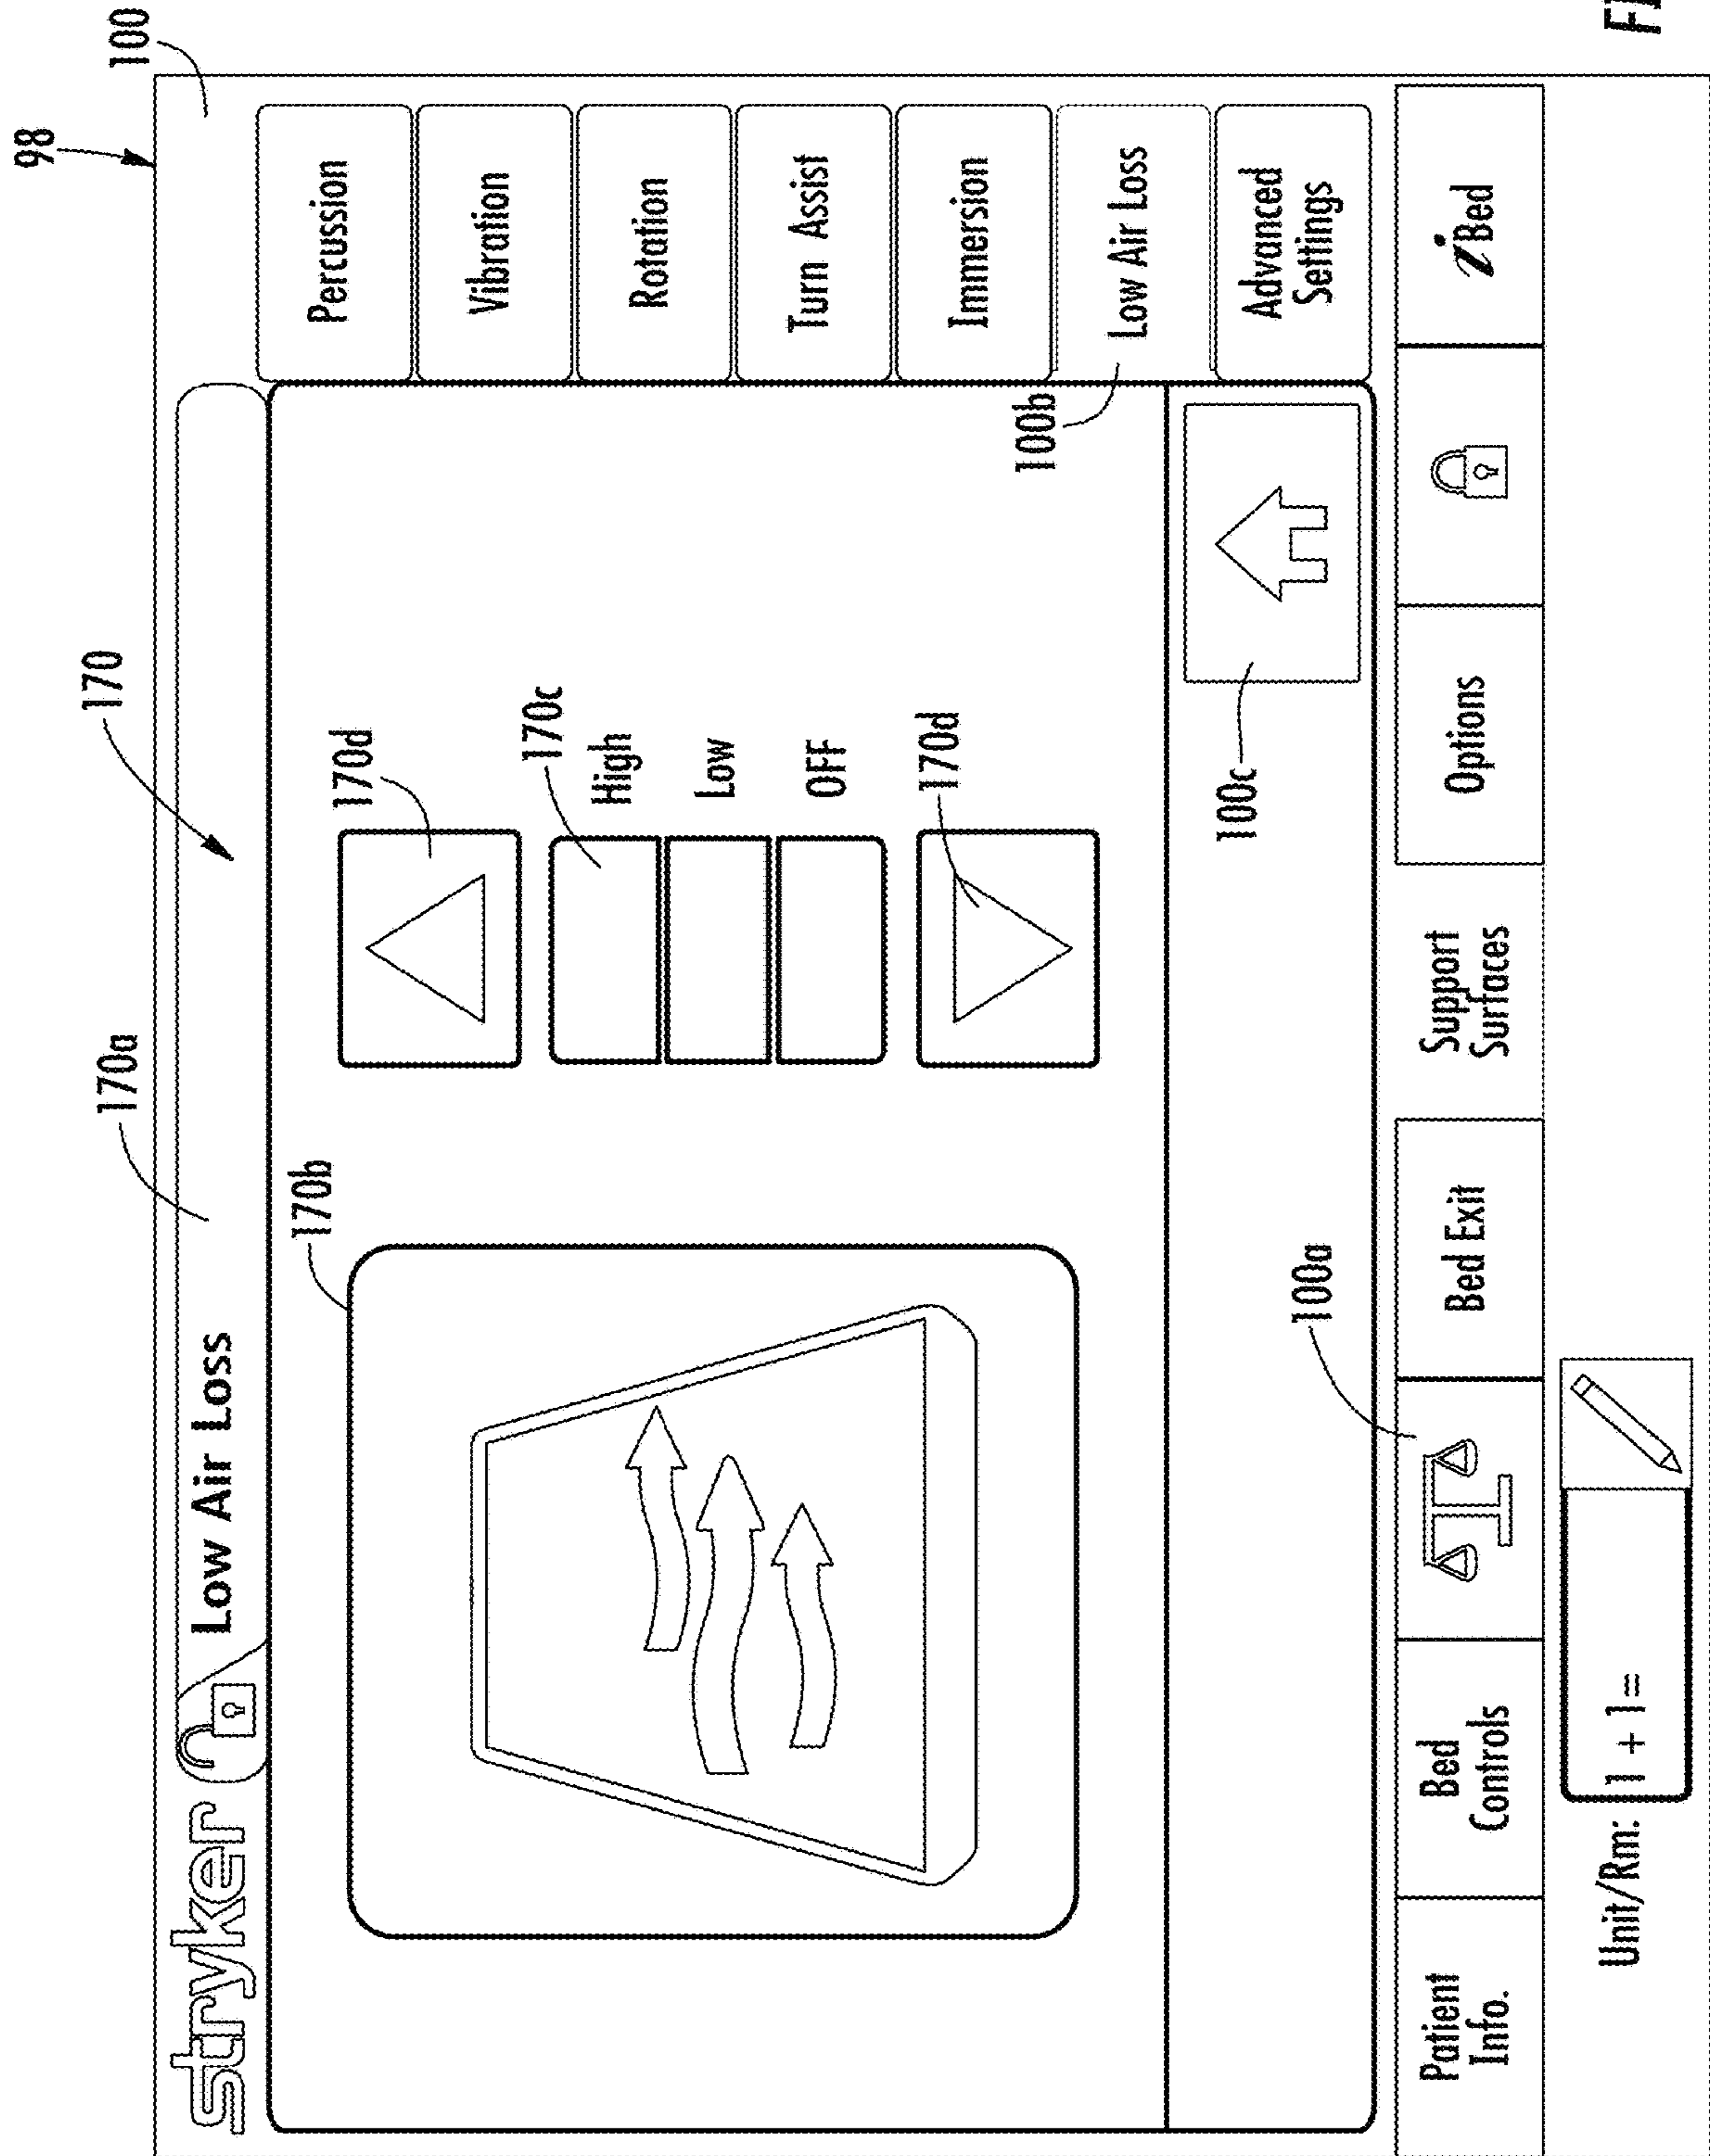 98
100
170
170a
stryker
Low Air Loss
170b
170d
170c
High
Low
OFF
170d
Percussion
Vibration
Rotation
Turn Assist
Immersion
Low Air Loss
Advanced
Settings
100b
100c
100a
Patient
Info.
Bed
Controls
Bed Exit
Support
Surfaces
Options
iBed
Unit/Rm: 1 + 1=